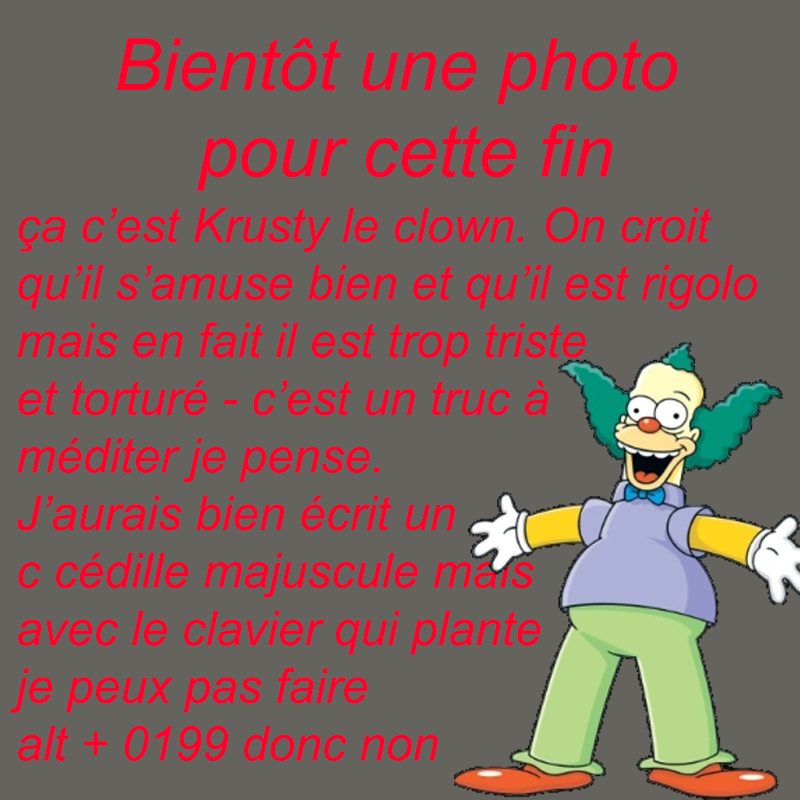 Bientôt une photo
pour cette fin
ça c’est Krusty le clown. On croit
qu’il s’amuse bien et qu’il est rigolo
mais en fait il est trop triste
et torturé - c’est un truc à
méditer je pense.
J’aurais bien écrit un
c cédille majuscule mais
avec le clavier qui plante
je peux pas faire
alt + 0199 donc non